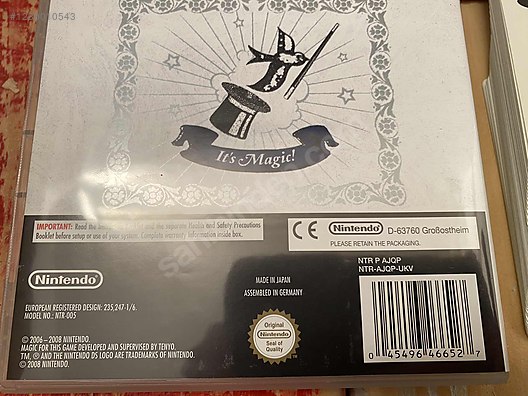 #1221010543
It's Magic!
IMPORTANT: Read the and the separate Health and Safety Precautions
Booklet before setup or use of your system. Complete warranty information inside box.
CE Nintendo D-63760 Großostheim
PLEASE RETAIN THE PACKAGING.
NTR P AJQP
NTR-AJQP-UKV
Nintendo
MADE IN JAPAN
ASSEMBLED IN GERMANY
EUROPEAN REGISTERED DESIGN: 235,247-1/6.
MODEL NO.: NTR-005
Original
Nintendo
Seal of
Quality
© 2006 – 2008 NINTENDO.
MAGIC FOR THIS GAME DEVELOPED AND SUPERVISED BY TENYO.
TM, ® AND THE NINTENDO DS LOGO ARE TRADEMARKS OF NINTENDO.
© 2008 NINTENDO.
0 45496 46652 7